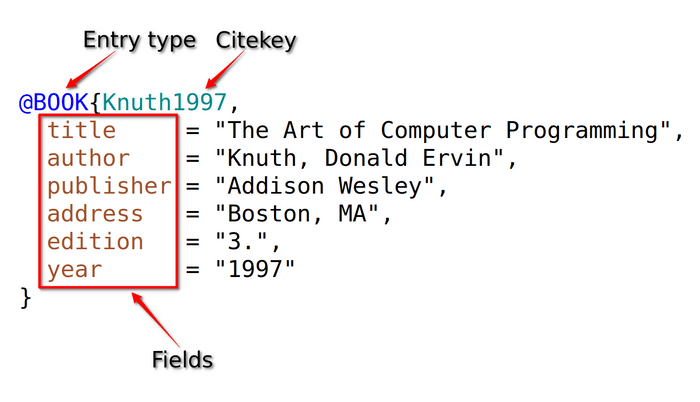 Entry type Citekey
@BOOK{Knuth1997,
title = "The Art of Computer Programming",
author = "Knuth, Donald Ervin",
publisher = "Addison Wesley",
address = "Boston, MA",
edition = "3.",
year = "1997"
}
Fields